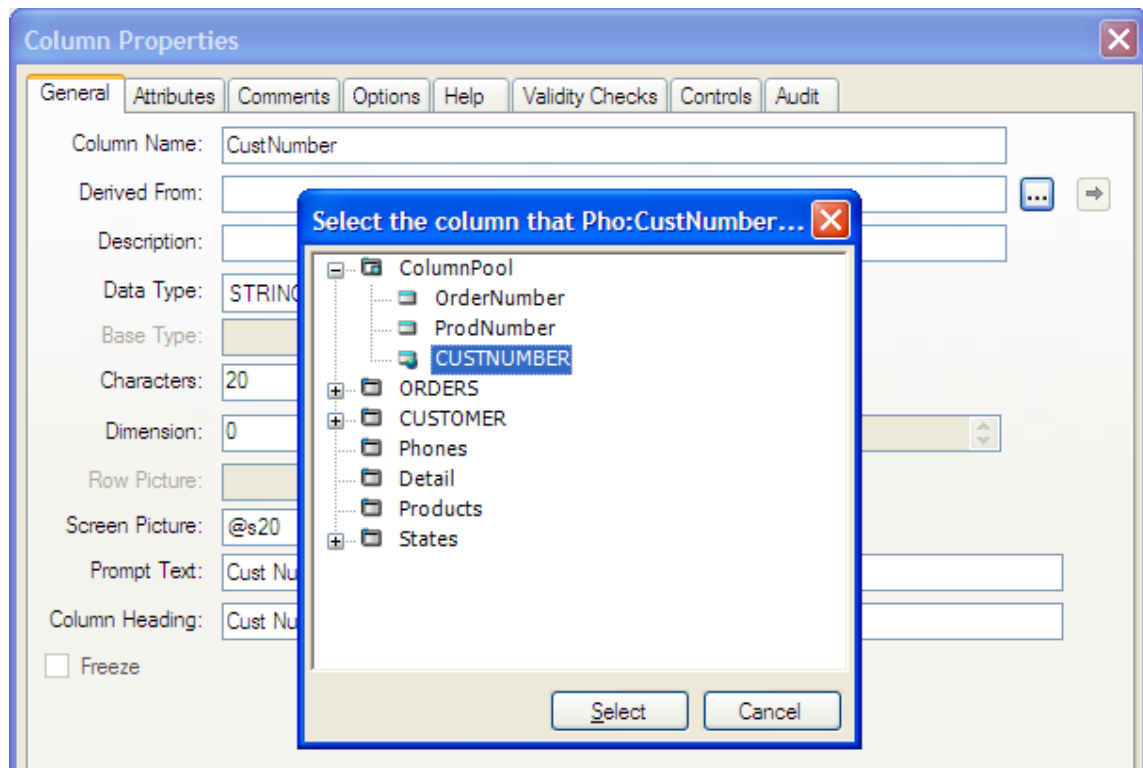 Column Properties
General Attributes Comments Options Help Validity Checks Controls Audit
Column Name: CustNumber
Derived From:
...
Description:
Data Type: STRING
Base Type:
Characters: 20
Dimension: 0
Row Picture:
Screen Picture: @s20
Prompt Text: Cust Nu
Column Heading: Cust Nu
Freeze
Select the column that Pho:CustNumber...
ColumnPool
OrderNumber
ProdNumber
CUSTNUMBER
ORDERS
CUSTOMER
Phones
Detail
Products
States
Select Cancel